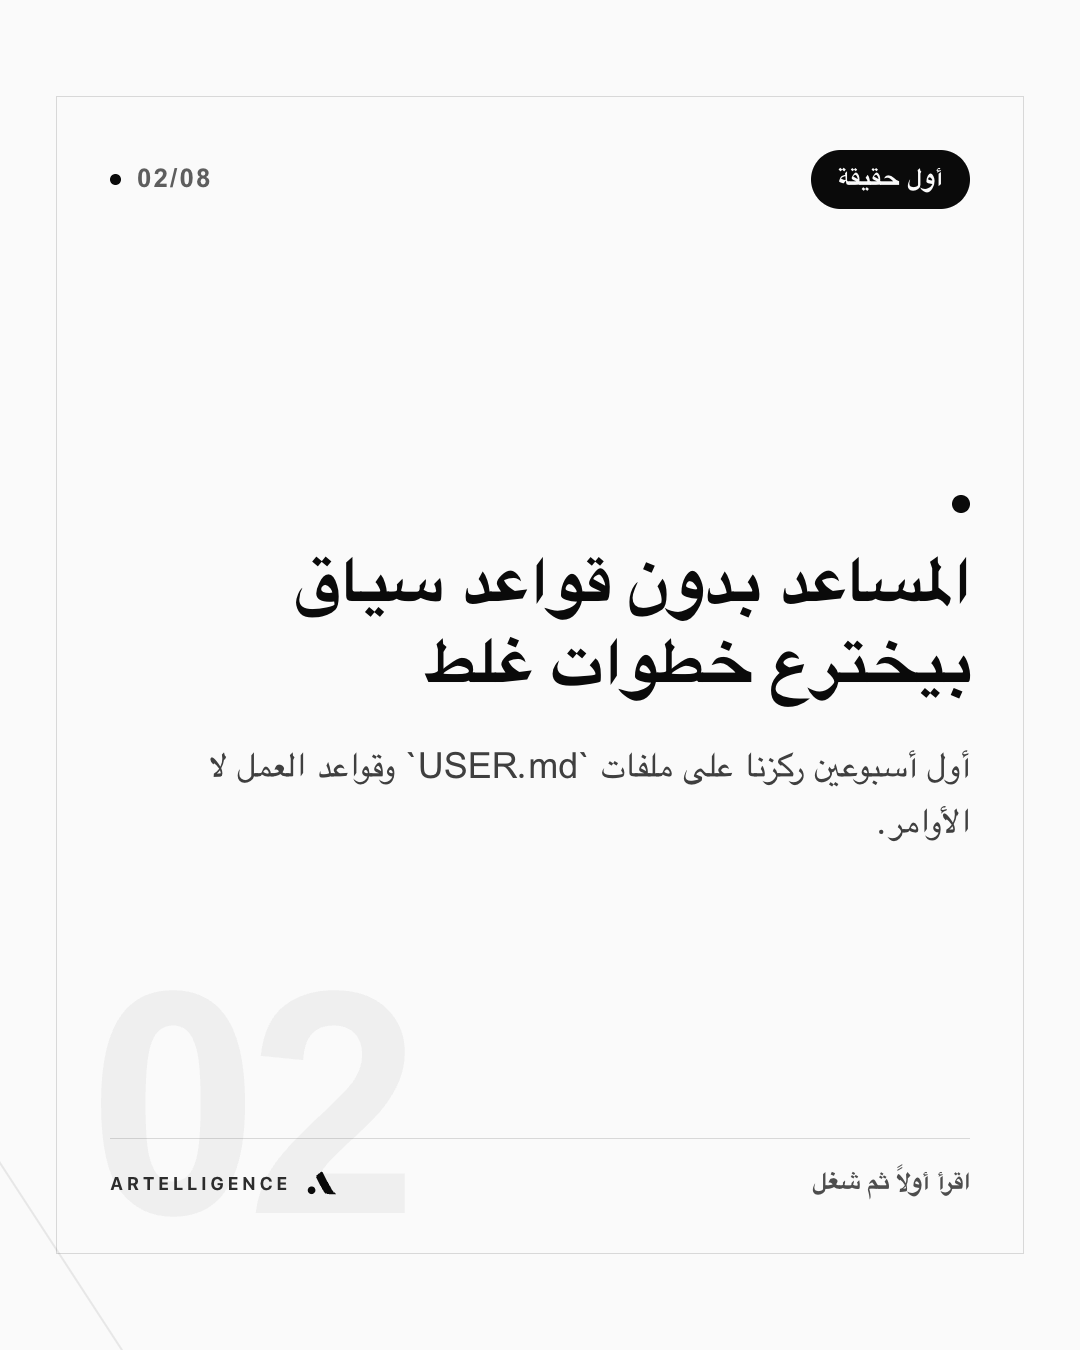 أول حقيقة
02/08
المساعد بدون قواعد سياق
بيخترع خطوات غلط
أول أسبوعين ركزنا على ملفات `USER.md` وقواعد العمل لا
الأوامر.
02
اقرأ أولاً ثم شغل
ARTELLIGENCE